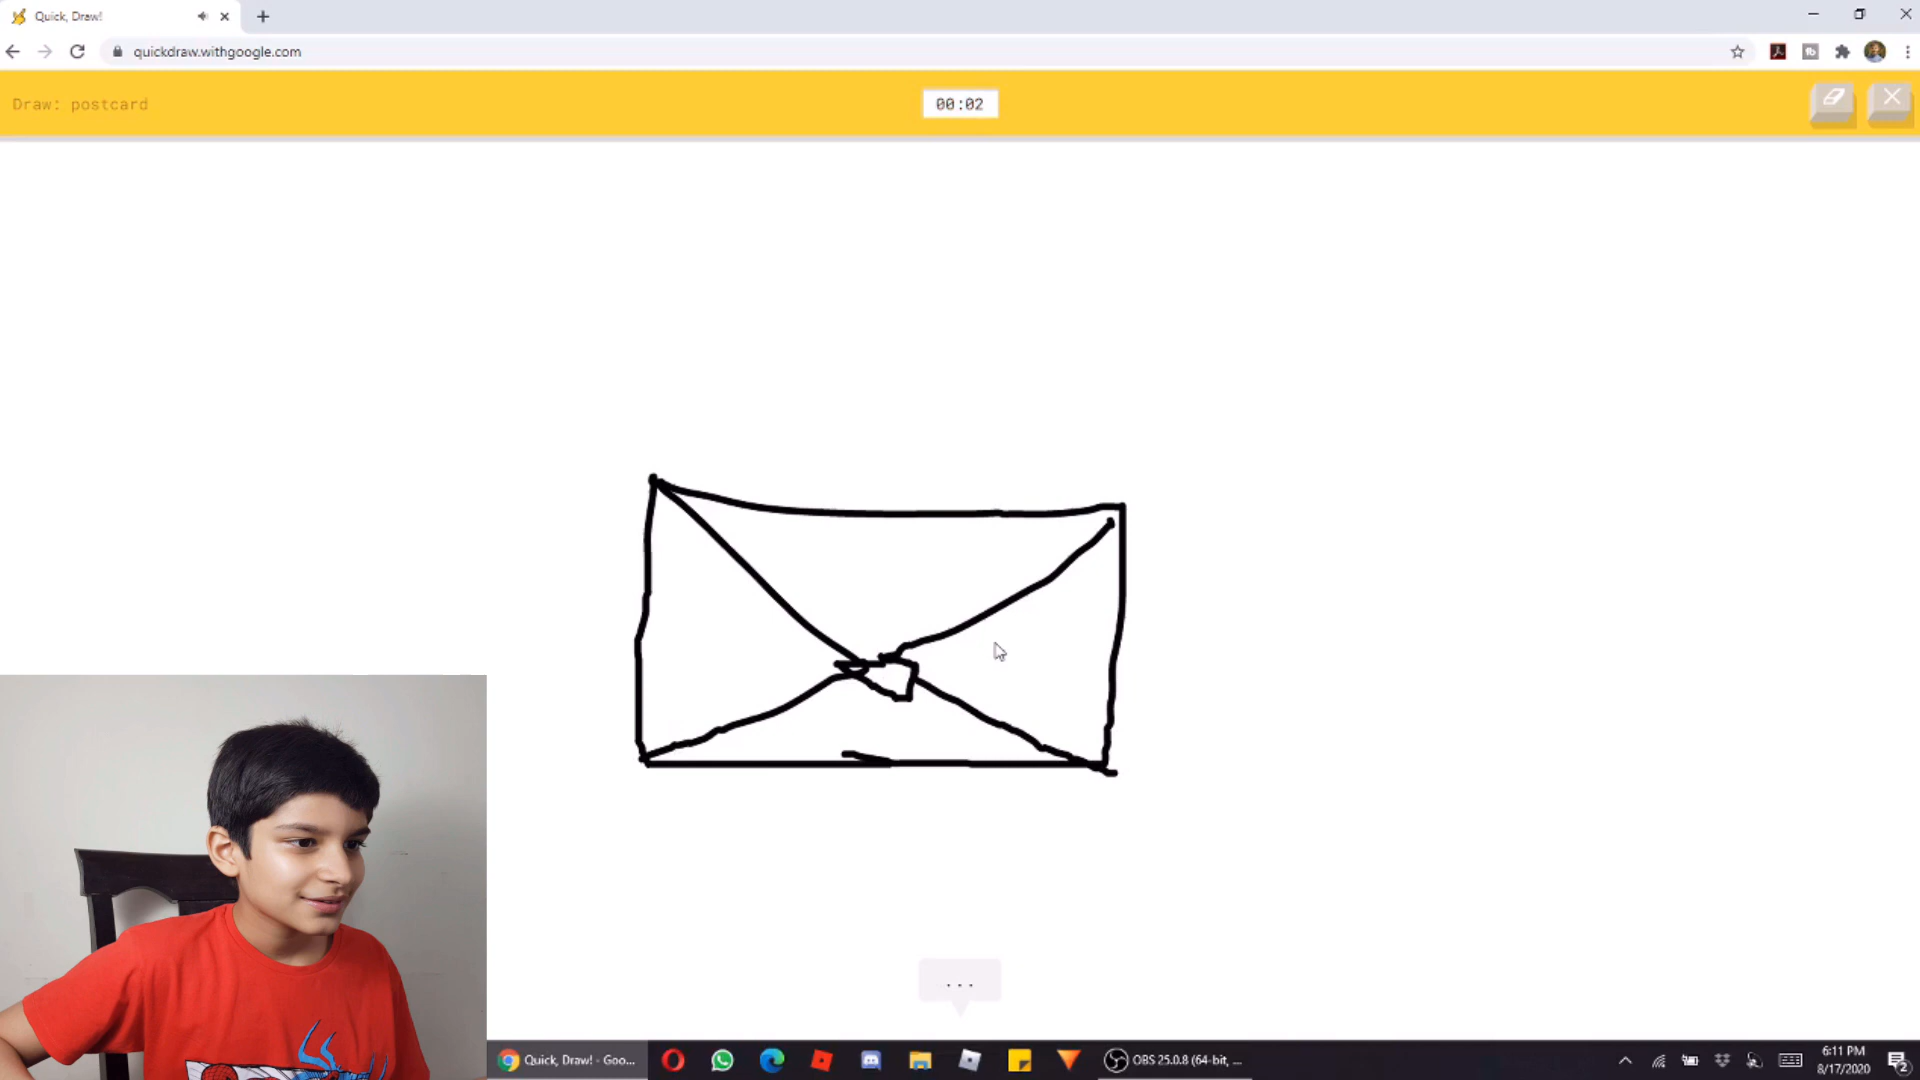 Quick, Draw!
quickdraw.withgoogle.com
Draw: postcard
00:02
...
Quick, Draw! - Goo...
OBS 25.0.8 (64-bit, ...
6:11 PM
8/17/2020
2